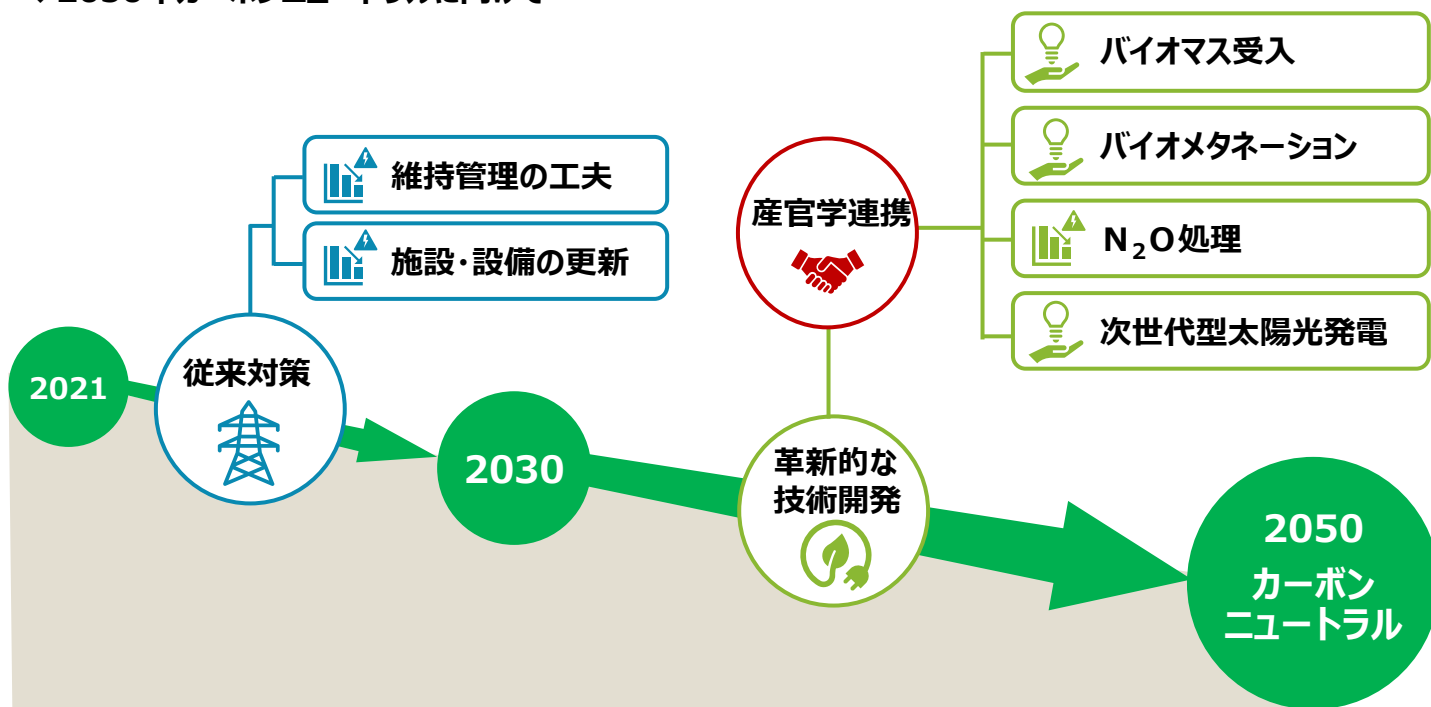 維持管理の工夫
施設・設備の更新
従来対策
2021
2030
産官学連携
革新的な
技術開発
バイオマス受入
バイオメタネーション
N₂O処理
次世代型太陽光発電
2050
カーボン
ニュートラル